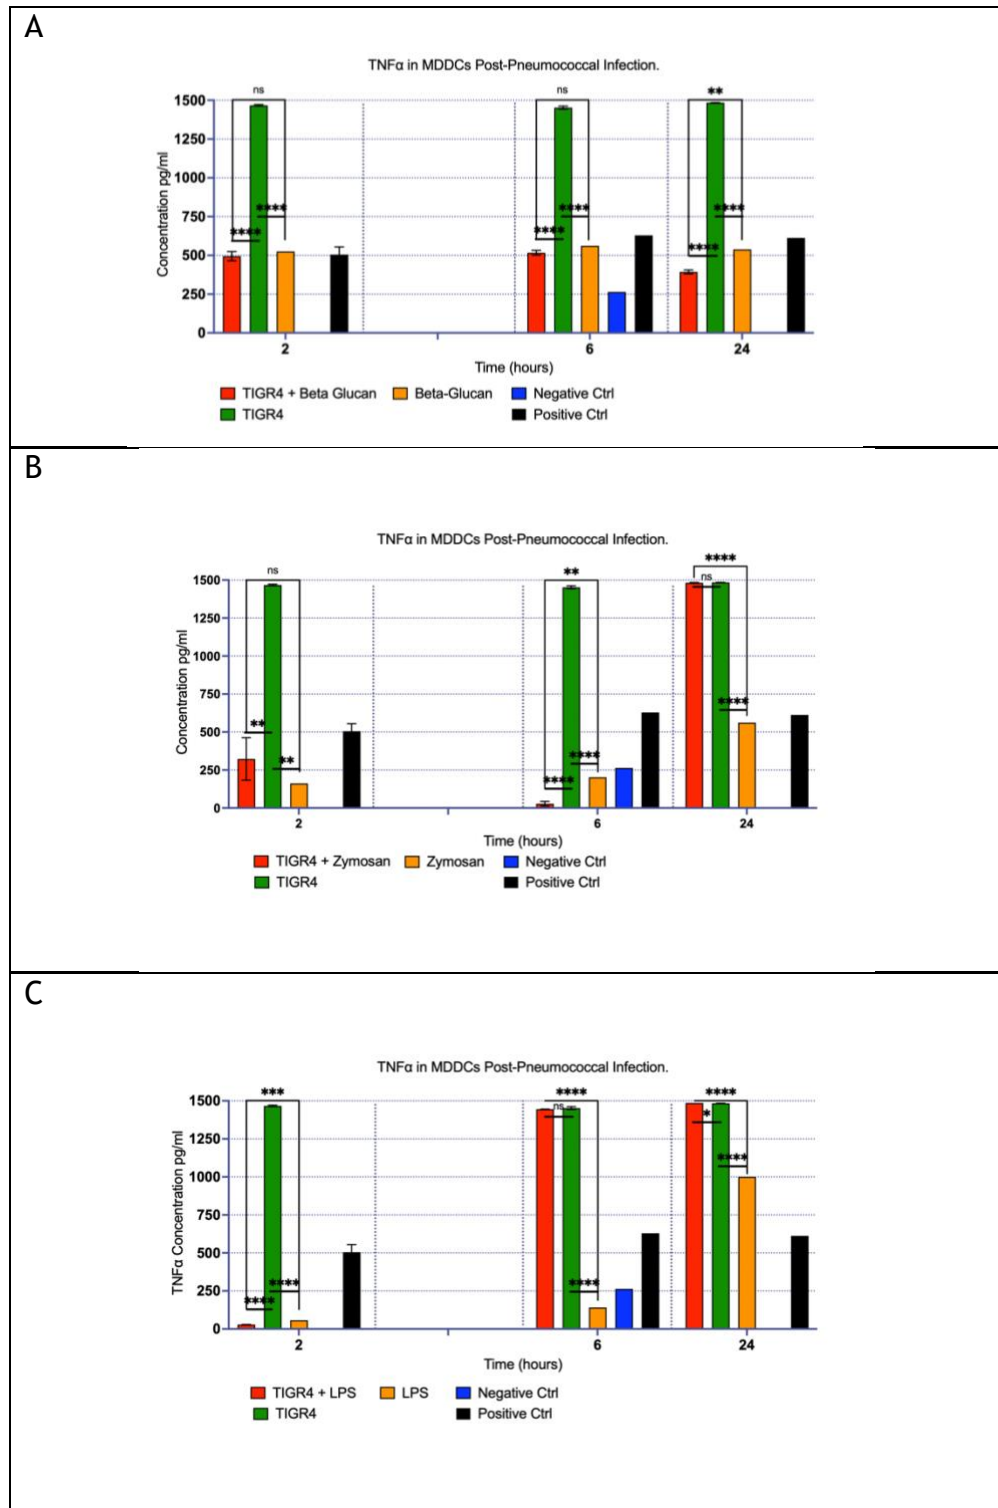 A
TNFα in MDDCs Post-Pneumococcal Infection.
ns ns **
1500
1250
1000
750
500
250
0
Concentration pg/ml
**** **** ****
**** **** ****
2 6 24
Time (hours)
TIGR4 + Beta Glucan Beta-Glucan Negative Ctrl
TIGR4 Positive Ctrl
B
TNFα in MDDCs Post-Pneumococcal Infection.
ns ** ****
ns
1500
1250
1000
750
500
250
0
Concentration pg/ml
** ****
** **** ****
2 6 24
Time (hours)
TIGR4 + Zymosan Zymosan Negative Ctrl
TIGR4 Positive Ctrl
C
TNFα in MDDCs Post-Pneumococcal Infection.
*** **** ****
ns *
1500
1250
1000
750
500
250
0
TNFα Concentration pg/ml
**** **** ****
****
2 6 24
Time (hours)
TIGR4 + LPS LPS Negative Ctrl
TIGR4 Positive Ctrl